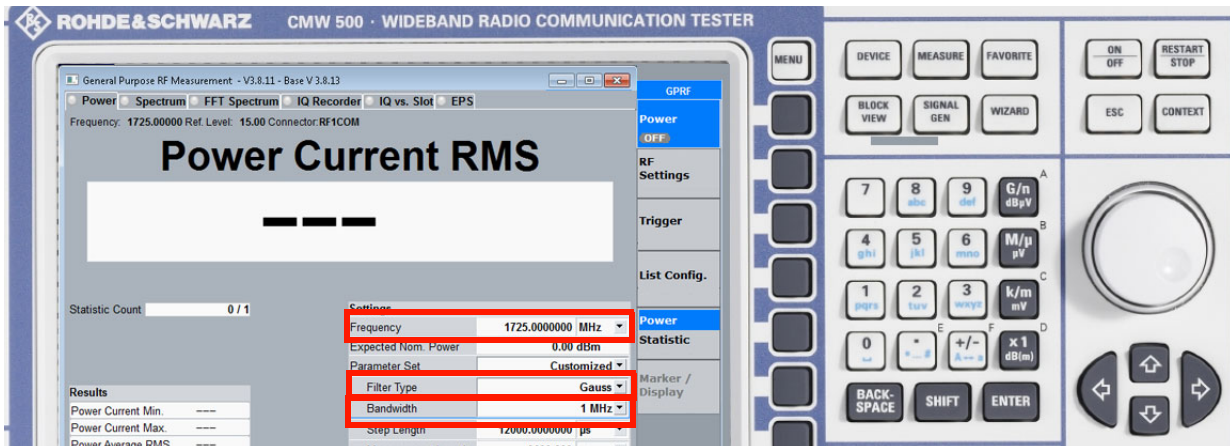 ROHDE&SCHWARZ CMW 500 · WIDEBAND RADIO COMMUNICATION TESTER
General Purpose RF Measurement - V3.8.11 - Base V 3.8.13
Power Spectrum FFT Spectrum IQ Recorder IQ vs. Slot EPS
Frequency: 1725.00000 Ref. Level: 15.00 Connector:RF1COM
Power Current RMS
---
Statistic Count 0 / 1
Settings
Frequency 1725.0000000 MHz
Expected Nom. Power 0.00 dBm
Parameter Set Customized
Filter Type Gauss
Bandwidth 1 MHz
Step Length 12000.0000000 µs
Results
Power Current Min. ---
Power Current Max. ---
Power Average RMS ---
GPRF
Power
OFF
RF
Settings
Trigger
List Config.
Power
Statistic
Marker /
Display
MENU
DEVICE MEASURE FAVORITE
BLOCK VIEW SIGNAL GEN WIZARD
ON OFF RESTART STOP
ESC CONTEXT
A
7 8 abc 9 def G/n dBµV
B
4 ghi 5 jkl 6 mno M/µ µV
C
1 pqrs 2 tuv 3 wxyz k/m mV
E F D
0 . *...# +/- A↔a x1 dB(m)
BACK-SPACE SHIFT ENTER